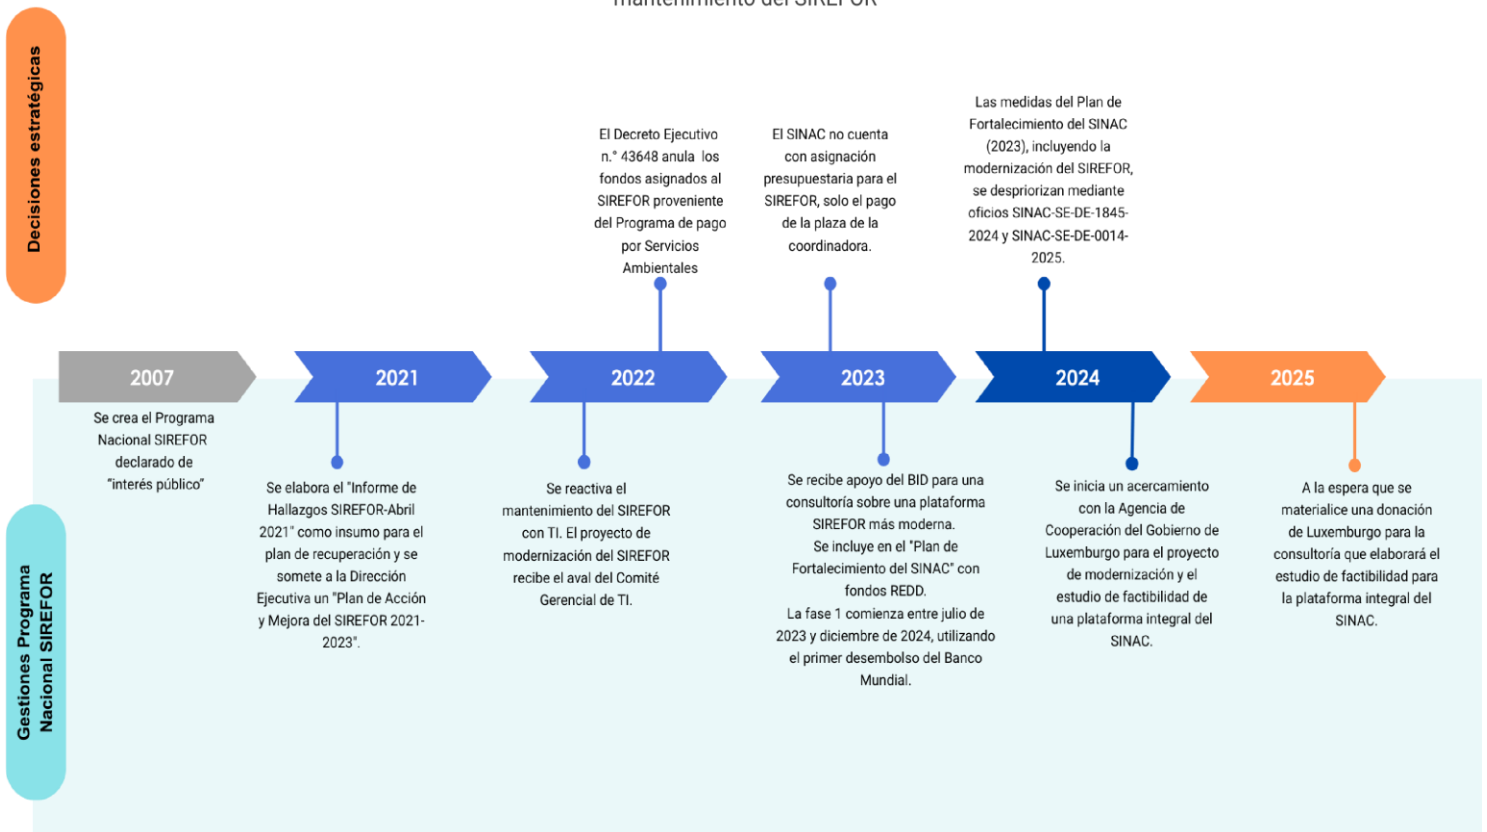 mantenimiento del SIREFOR
Decisiones estratégicas
El Decreto Ejecutivo
n.° 43648 anula los
fondos asignados al
SIREFOR proveniente
del Programa de pago
por Servicios
Ambientales
El SINAC no cuenta
con asignación
presupuestaria para el
SIREFOR, solo el pago
de la plaza de la
coordinadora.
Las medidas del Plan de
Fortalecimiento del SINAC
(2023), incluyendo la
modernización del SIREFOR,
se despriorizan mediante
oficios SINAC-SE-DE-1845-
2024 y SINAC-SE-DE-0014-
2025.
2007
2021
2022
2023
2024
2025
Gestiones Programa
Nacional SIREFOR
Se crea el Programa
Nacional SIREFOR
declarado de
"interés público"
Se elabora el "Informe de
Hallazgos SIREFOR-Abril
2021" como insumo para el
plan de recuperación y se
somete a la Dirección
Ejecutiva un "Plan de Acción
y Mejora del SIREFOR 2021-
2023".
Se reactiva el
mantenimiento del SIREFOR
con TI. El proyecto de
modernización del SIREFOR
recibe el aval del Comité
Gerencial de TI.
Se recibe apoyo del BID para una
consultoría sobre una plataforma
SIREFOR más moderna.
Se incluye en el "Plan de
Fortalecimiento del SINAC" con
fondos REDD.
La fase 1 comienza entre julio de
2023 y diciembre de 2024, utilizando
el primer desembolso del Banco
Mundial.
Se inicia un acercamiento
con la Agencia de
Cooperación del Gobierno de
Luxemburgo para el proyecto
de modernización y el
estudio de factibilidad de
una plataforma integral del
SINAC.
A la espera que se
materialice una donación
de Luxemburgo para la
consultoría que elaborará el
estudio de factibilidad para
la plataforma integral del
SINAC.